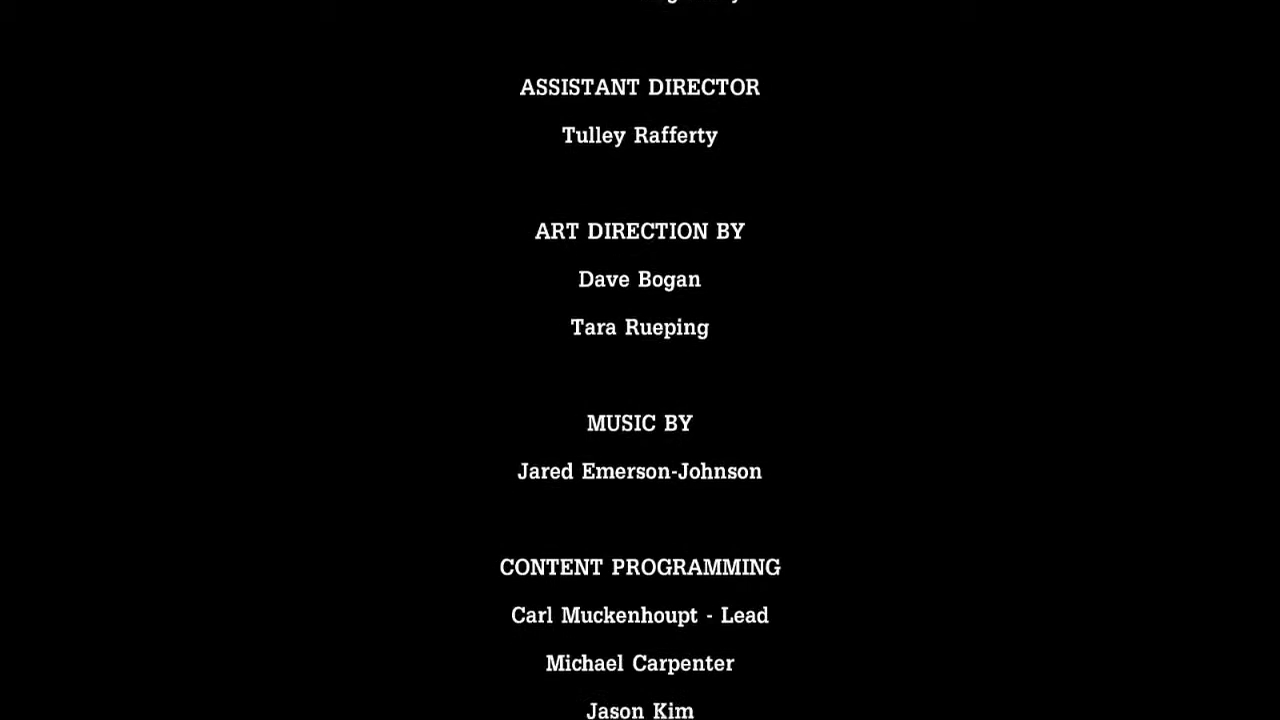 ASSISTANT DIRECTOR
Tulley Rafferty
ART DIRECTION BY
Dave Bogan
Tara Rueping
MUSIC BY
Jared Emerson-Johnson
CONTENT PROGRAMMING
Carl Muckenhoupt - Lead
Michael Carpenter
Jason Kim